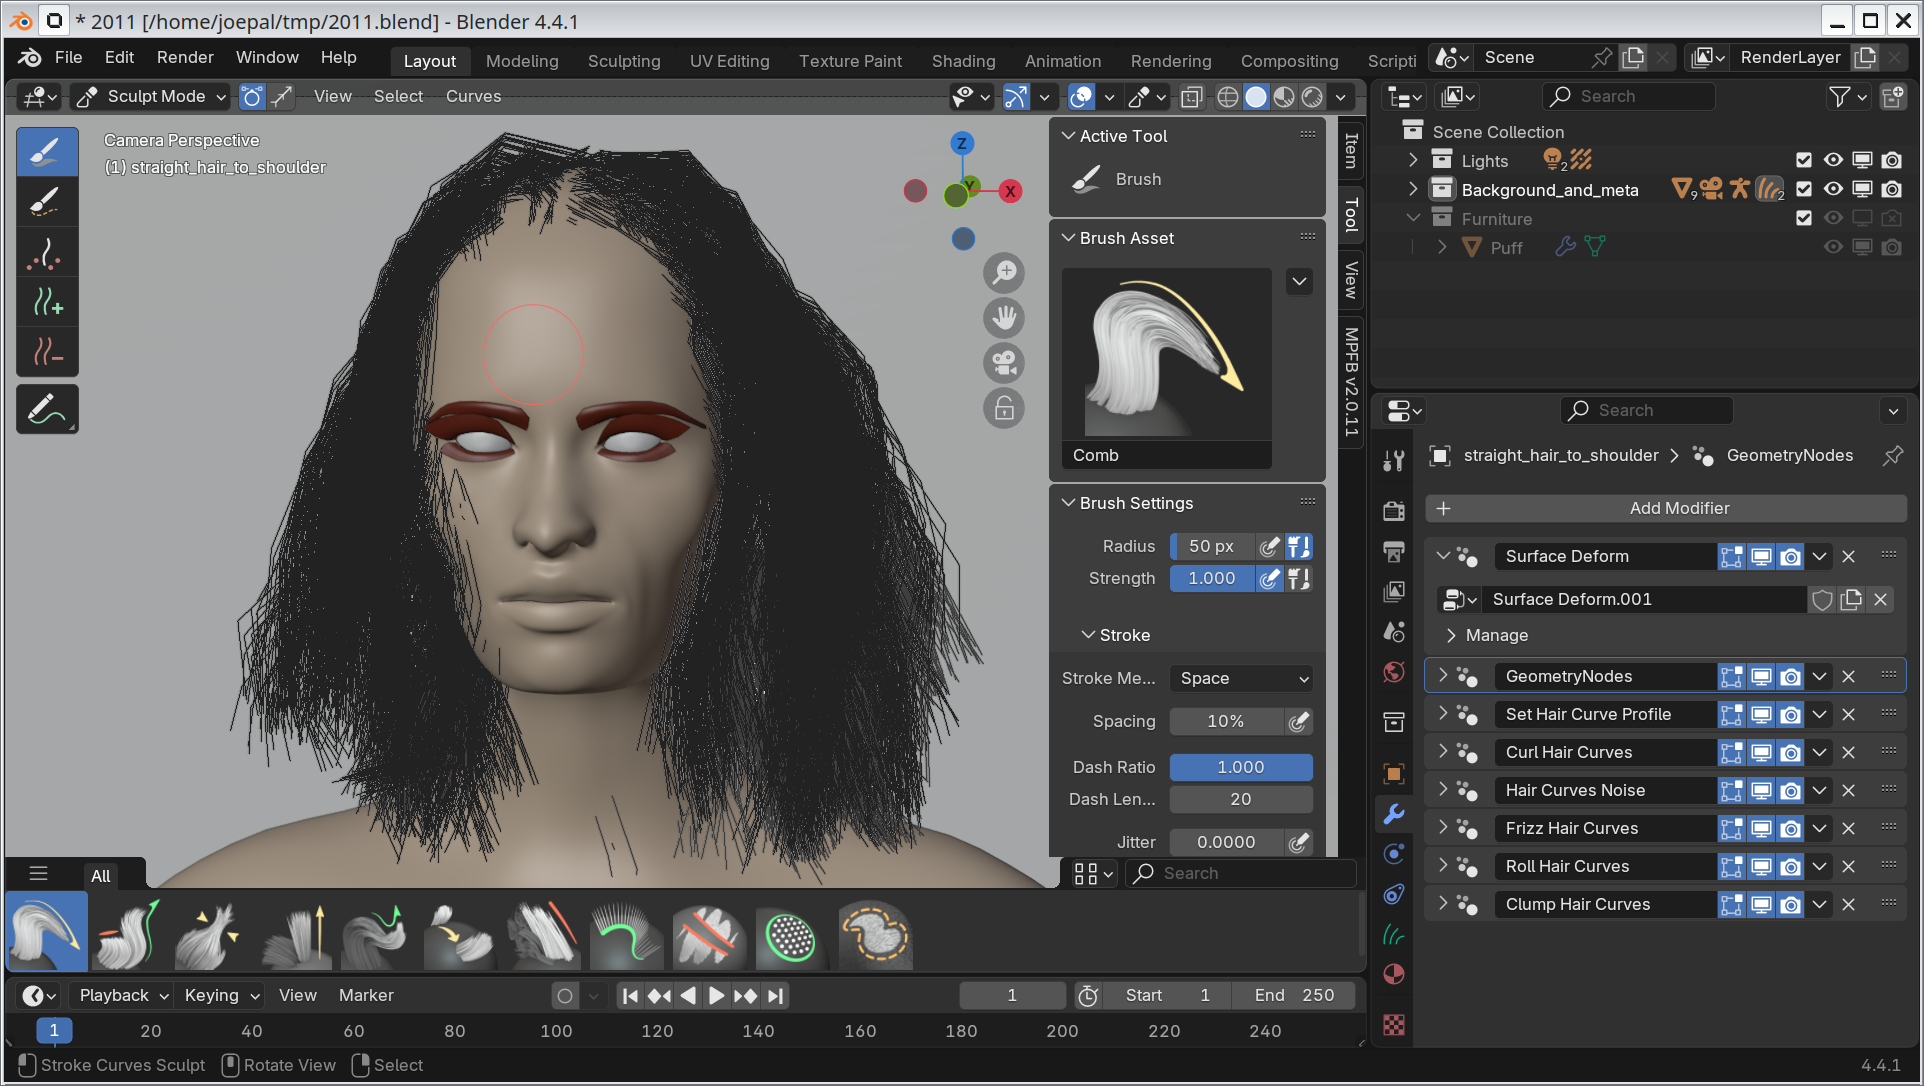 * 2011 [/home/joepal/tmp/2011.blend] - Blender 4.4.1
File Edit Render Window Help
Layout Modeling Sculpting UV Editing Texture Paint Shading Animation Rendering Compositing Scripti
Scene
RenderLayer
Sculpt Mode
View Select Curves
Camera Perspective
(1) straight_hair_to_shoulder
Z
Y
X
Active Tool
Brush
Brush Asset
Comb
Brush Settings
Radius 50 px
Strength 1.000
Stroke
Stroke Me... Space
Spacing 10%
Dash Ratio 1.000
Dash Len... 20
Jitter 0.0000
Item
Tool
View
MPFB v2.0.11
Search
Scene Collection
Lights 2
Background_and_meta 9 2
Furniture
Puff
Search
straight_hair_to_shoulder GeometryNodes
Add Modifier
Surface Deform
Surface Deform.001
Manage
GeometryNodes
Set Hair Curve Profile
Curl Hair Curves
Hair Curves Noise
Frizz Hair Curves
Roll Hair Curves
Clump Hair Curves
All
Search
Playback Keying View Marker
1
Start 1
End 250
1 20 40 60 80 100 120 140 160 180 200 220 240
Stroke Curves Sculpt Rotate View Select
4.4.1